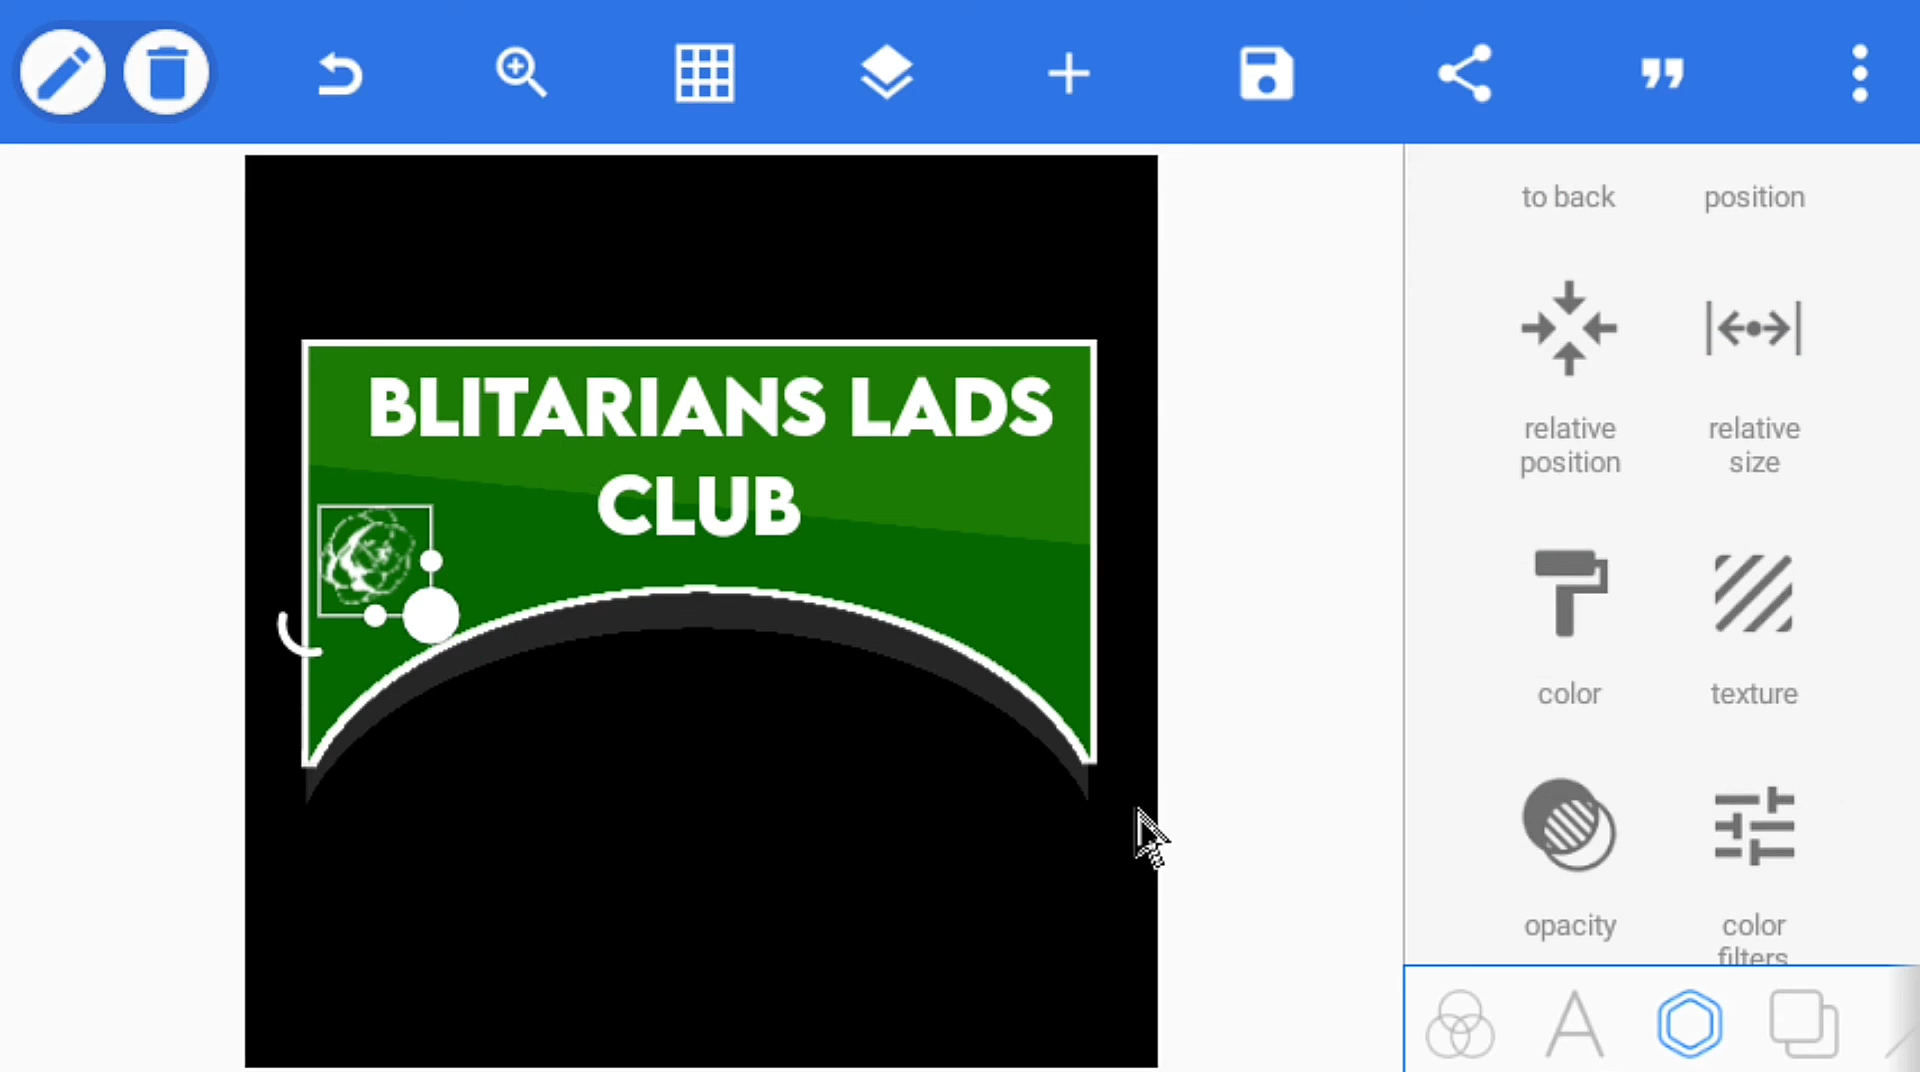 to back
position
BLITARIANS LADS
CLUB
relative
position
relative
size
color
texture
opacity
color
filters